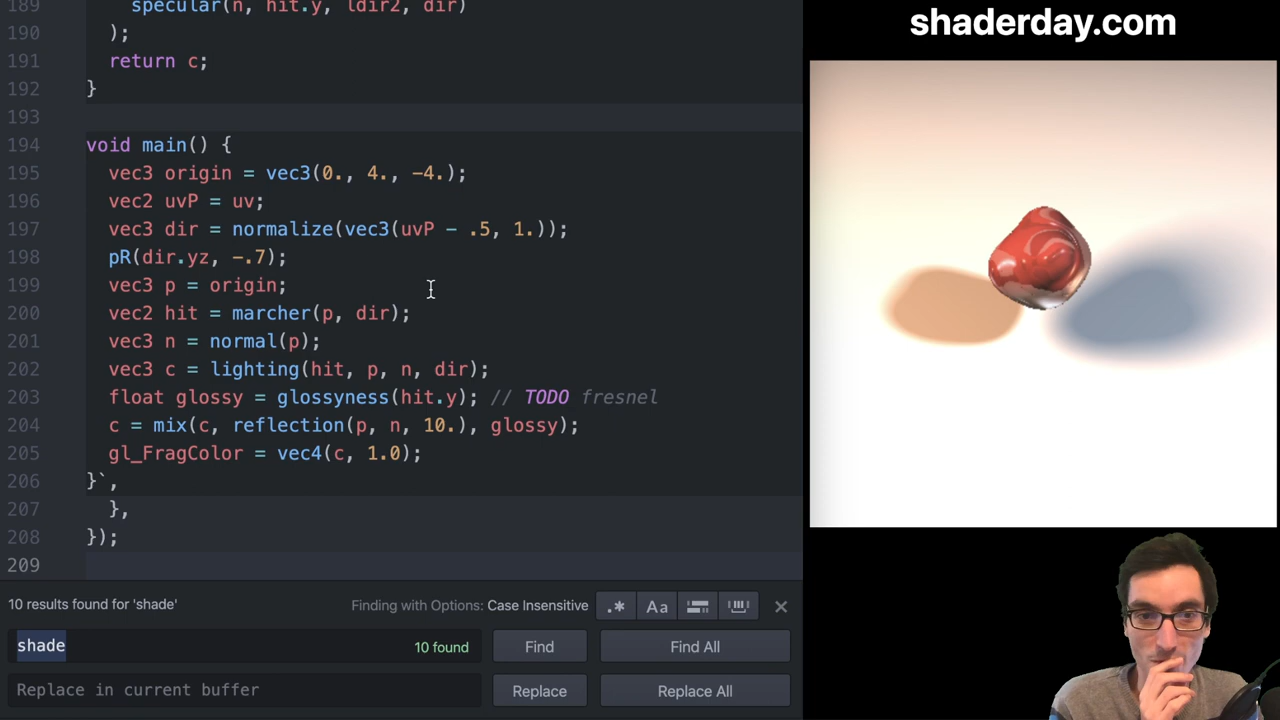 189 specular(n, hit.y, ldir2, dir)
190 );
191 return c;
192 }
193
194 void main() {
195 vec3 origin = vec3(0., 4., −4.);
196 vec2 uvP = uv;
197 vec3 dir = normalize(vec3(uvP − .5, 1.));
198 pR(dir.yz, −.7);
199 vec3 p = origin;
200 vec2 hit = marcher(p, dir);
201 vec3 n = normal(p);
202 vec3 c = lighting(hit, p, n, dir);
203 float glossy = glossyness(hit.y); // TODO fresnel
204 c = mix(c, reflection(p, n, 10.), glossy);
205 gl_FragColor = vec4(c, 1.0);
206 }`,
207 },
208 });
209
10 results found for 'shade' Finding with Options: Case Insensitive .* Aa
shade 10 found Find Find All
Replace in current buffer Replace Replace All
shaderday.com